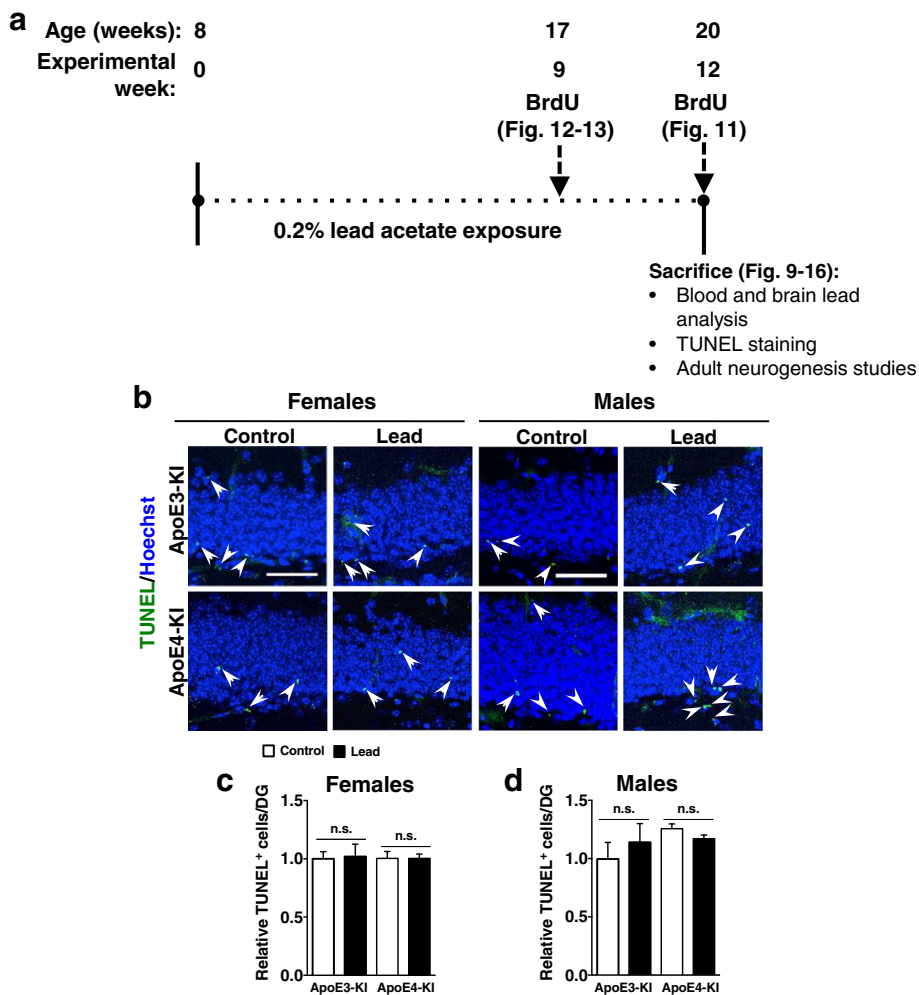 a
Age (weeks): 8 17 20
Experimental week: 0 9 12
BrdU (Fig. 12-13)
BrdU (Fig. 11)
0.2% lead acetate exposure
Sacrifice (Fig. 9-16):
• Blood and brain lead
analysis
• TUNEL staining
• Adult neurogenesis studies
b
Females Males
Control Lead Control Lead
TUNEL/Hoechst
ApoE3-KI
ApoE4-KI
Control Lead
c
Females
Relative TUNEL+ cells/DG
1.5
1.0
0.5
0.0
n.s. n.s.
ApoE3-KI ApoE4-KI
d
Males
Relative TUNEL+ cells/DG
1.5
1.0
0.5
0.0
n.s. n.s.
ApoE3-KI ApoE4-KI